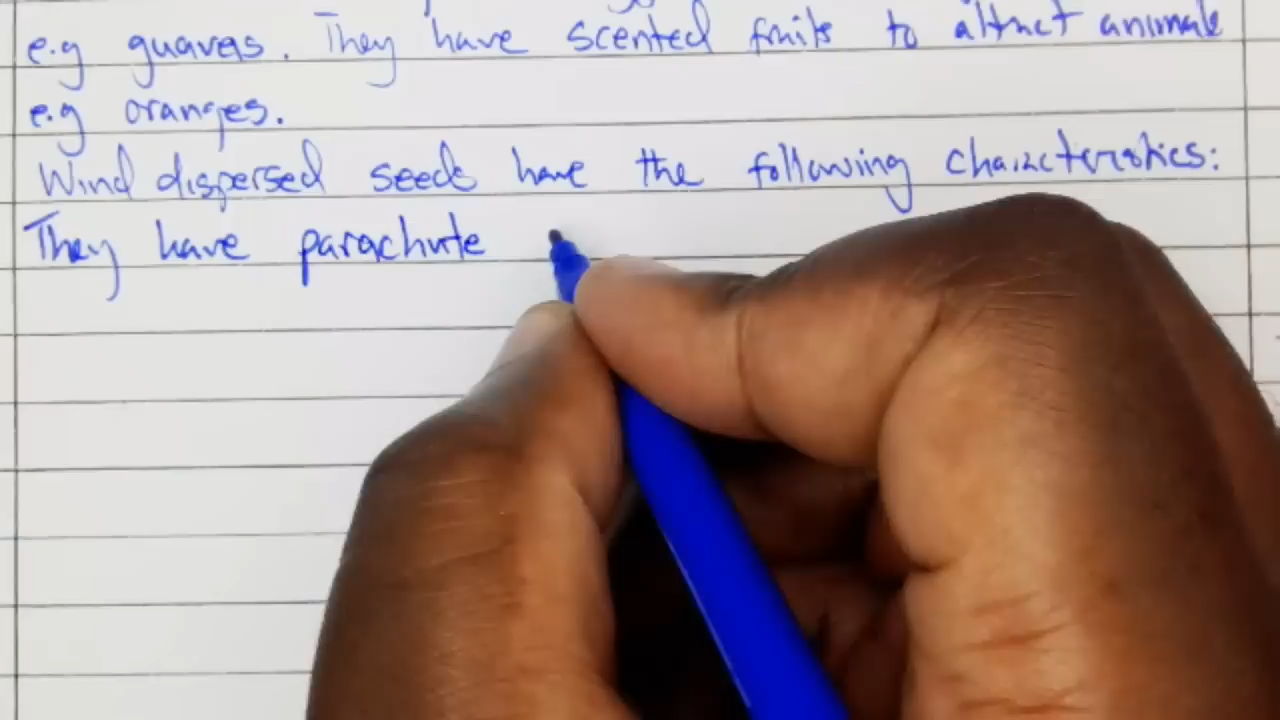 e.g guavas. They have scented fruits to attract animals
e.g oranges.
Wind dispersed seeds have the following characteristics:
They have parachute